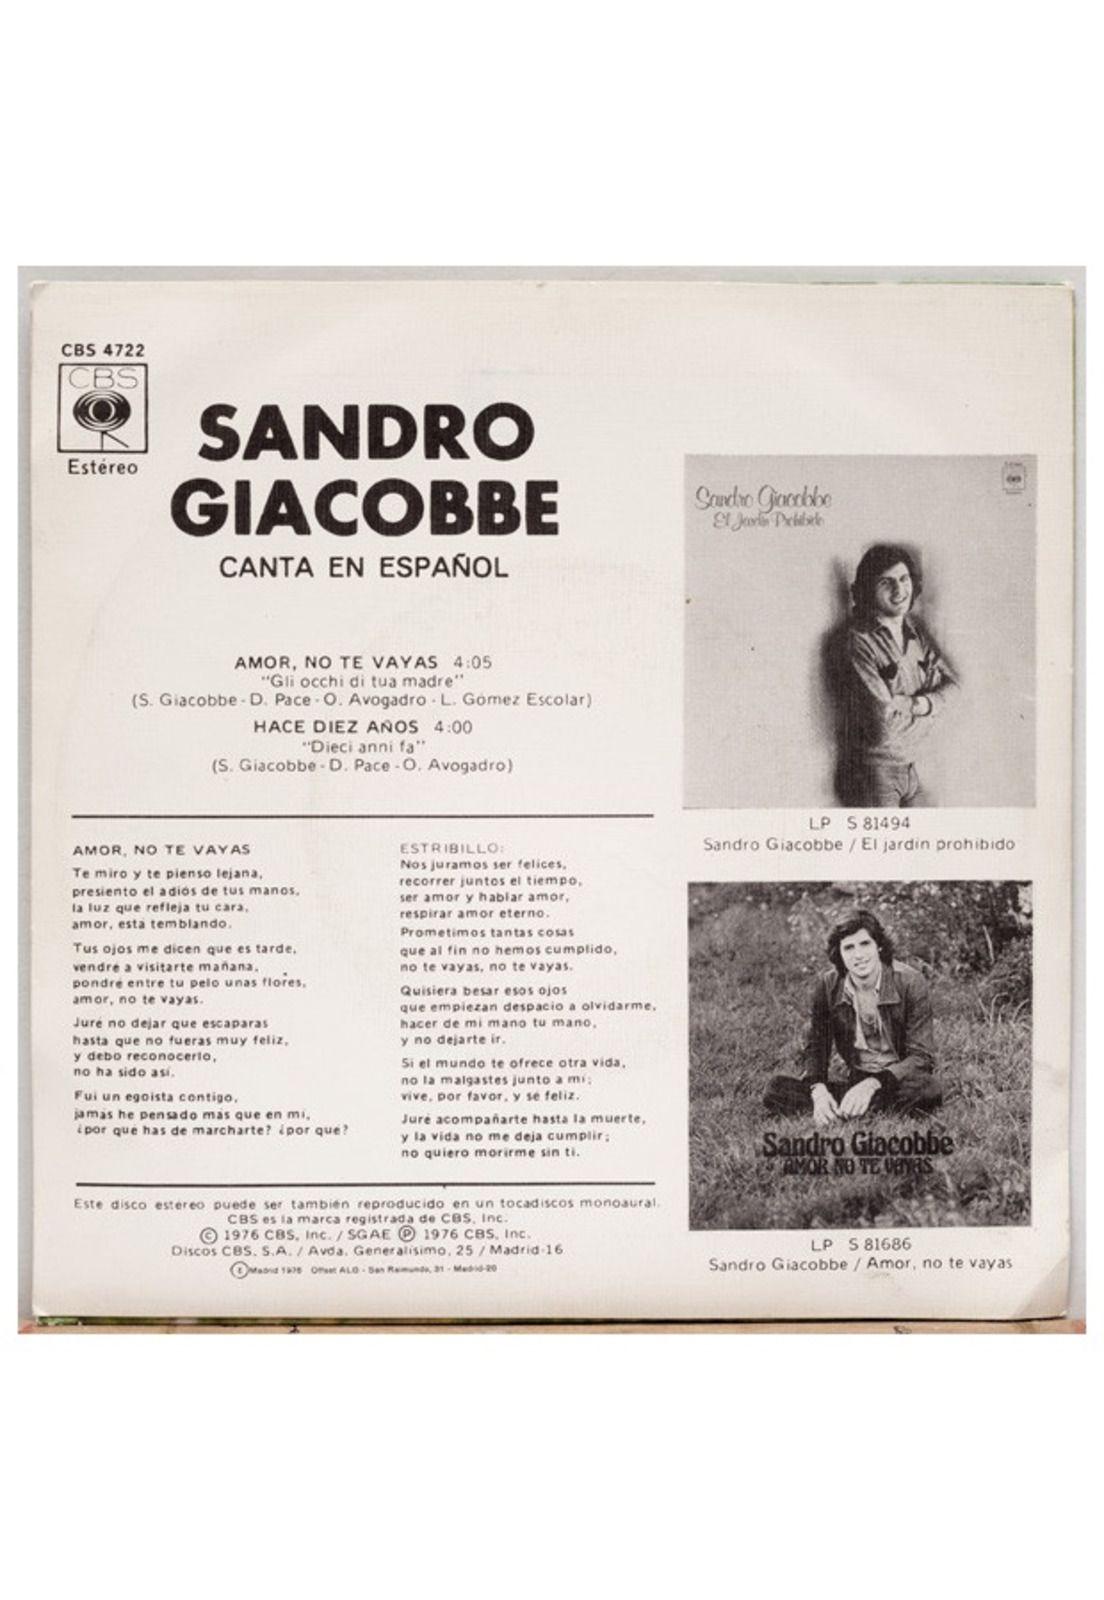 CBS 4722
CBS
Estéreo
SANDRO
GIACOBBE
CANTA EN ESPAÑOL
AMOR, NO TE VAYAS 4:05
"Gli occhi di tua madre"
(S. Giacobbe - D. Pace - O. Avogadro - L. Gómez Escolar)
HACE DIEZ AÑOS 4:00
"Dieci anni fa"
(S. Giacobbe - D. Pace - O. Avogadro)
AMOR, NO TE VAYAS
Te miro y te pienso lejana,
presiento el adiós de tus manos,
la luz que refleja tu cara,
amor, está temblando.
Tus ojos me dicen que es tarde,
vendré a visitarte mañana,
pondré entre tu pelo unas flores,
amor, no te vayas.
Juré no dejar que escaparas
hasta que no fueras muy feliz,
y debo reconocerlo,
no ha sido así.
Fui un egoista contigo,
jamás he pensado más que en mí,
¿por qué has de marcharte? ¿por qué?
ESTRIBILLO:
Nos juramos ser felices,
recorrer juntos el tiempo,
ser amor y hablar amor,
respirar amor eterno.
Prometimos tantas cosas
que al fin no hemos cumplido,
no te vayas, no te vayas.
Quisiera besar esos ojos
que empiezan despacio a olvidarme,
hacer de mi mano tu mano,
y no dejarte ir.
Si el mundo te ofrece otra vida,
no la malgastes junto a mí;
vive, por favor, y sé feliz.
Juré acompañarte hasta la muerte,
y la vida no me deja cumplir;
no quiero morirme sin ti.
Este disco estéreo puede ser también reproducido en un tocadiscos monoaural.
CBS es la marca registrada de CBS, Inc.
© 1976 CBS, Inc. / SGAE ℗ 1976 CBS, Inc.
Discos CBS, S.A. / Avda. Generalísimo, 25 / Madrid-16
Ⓔ Madrid 1976 Offset ALO - San Raimundo, 31 - Madrid-20
Sandro Giacobbe
El Jardín Prohibido
LP S 81494
Sandro Giacobbe / El jardín prohibido
Sandro Giacobbe
AMOR NO TE VAYAS
LP S 81686
Sandro Giacobbe / Amor, no te vayas